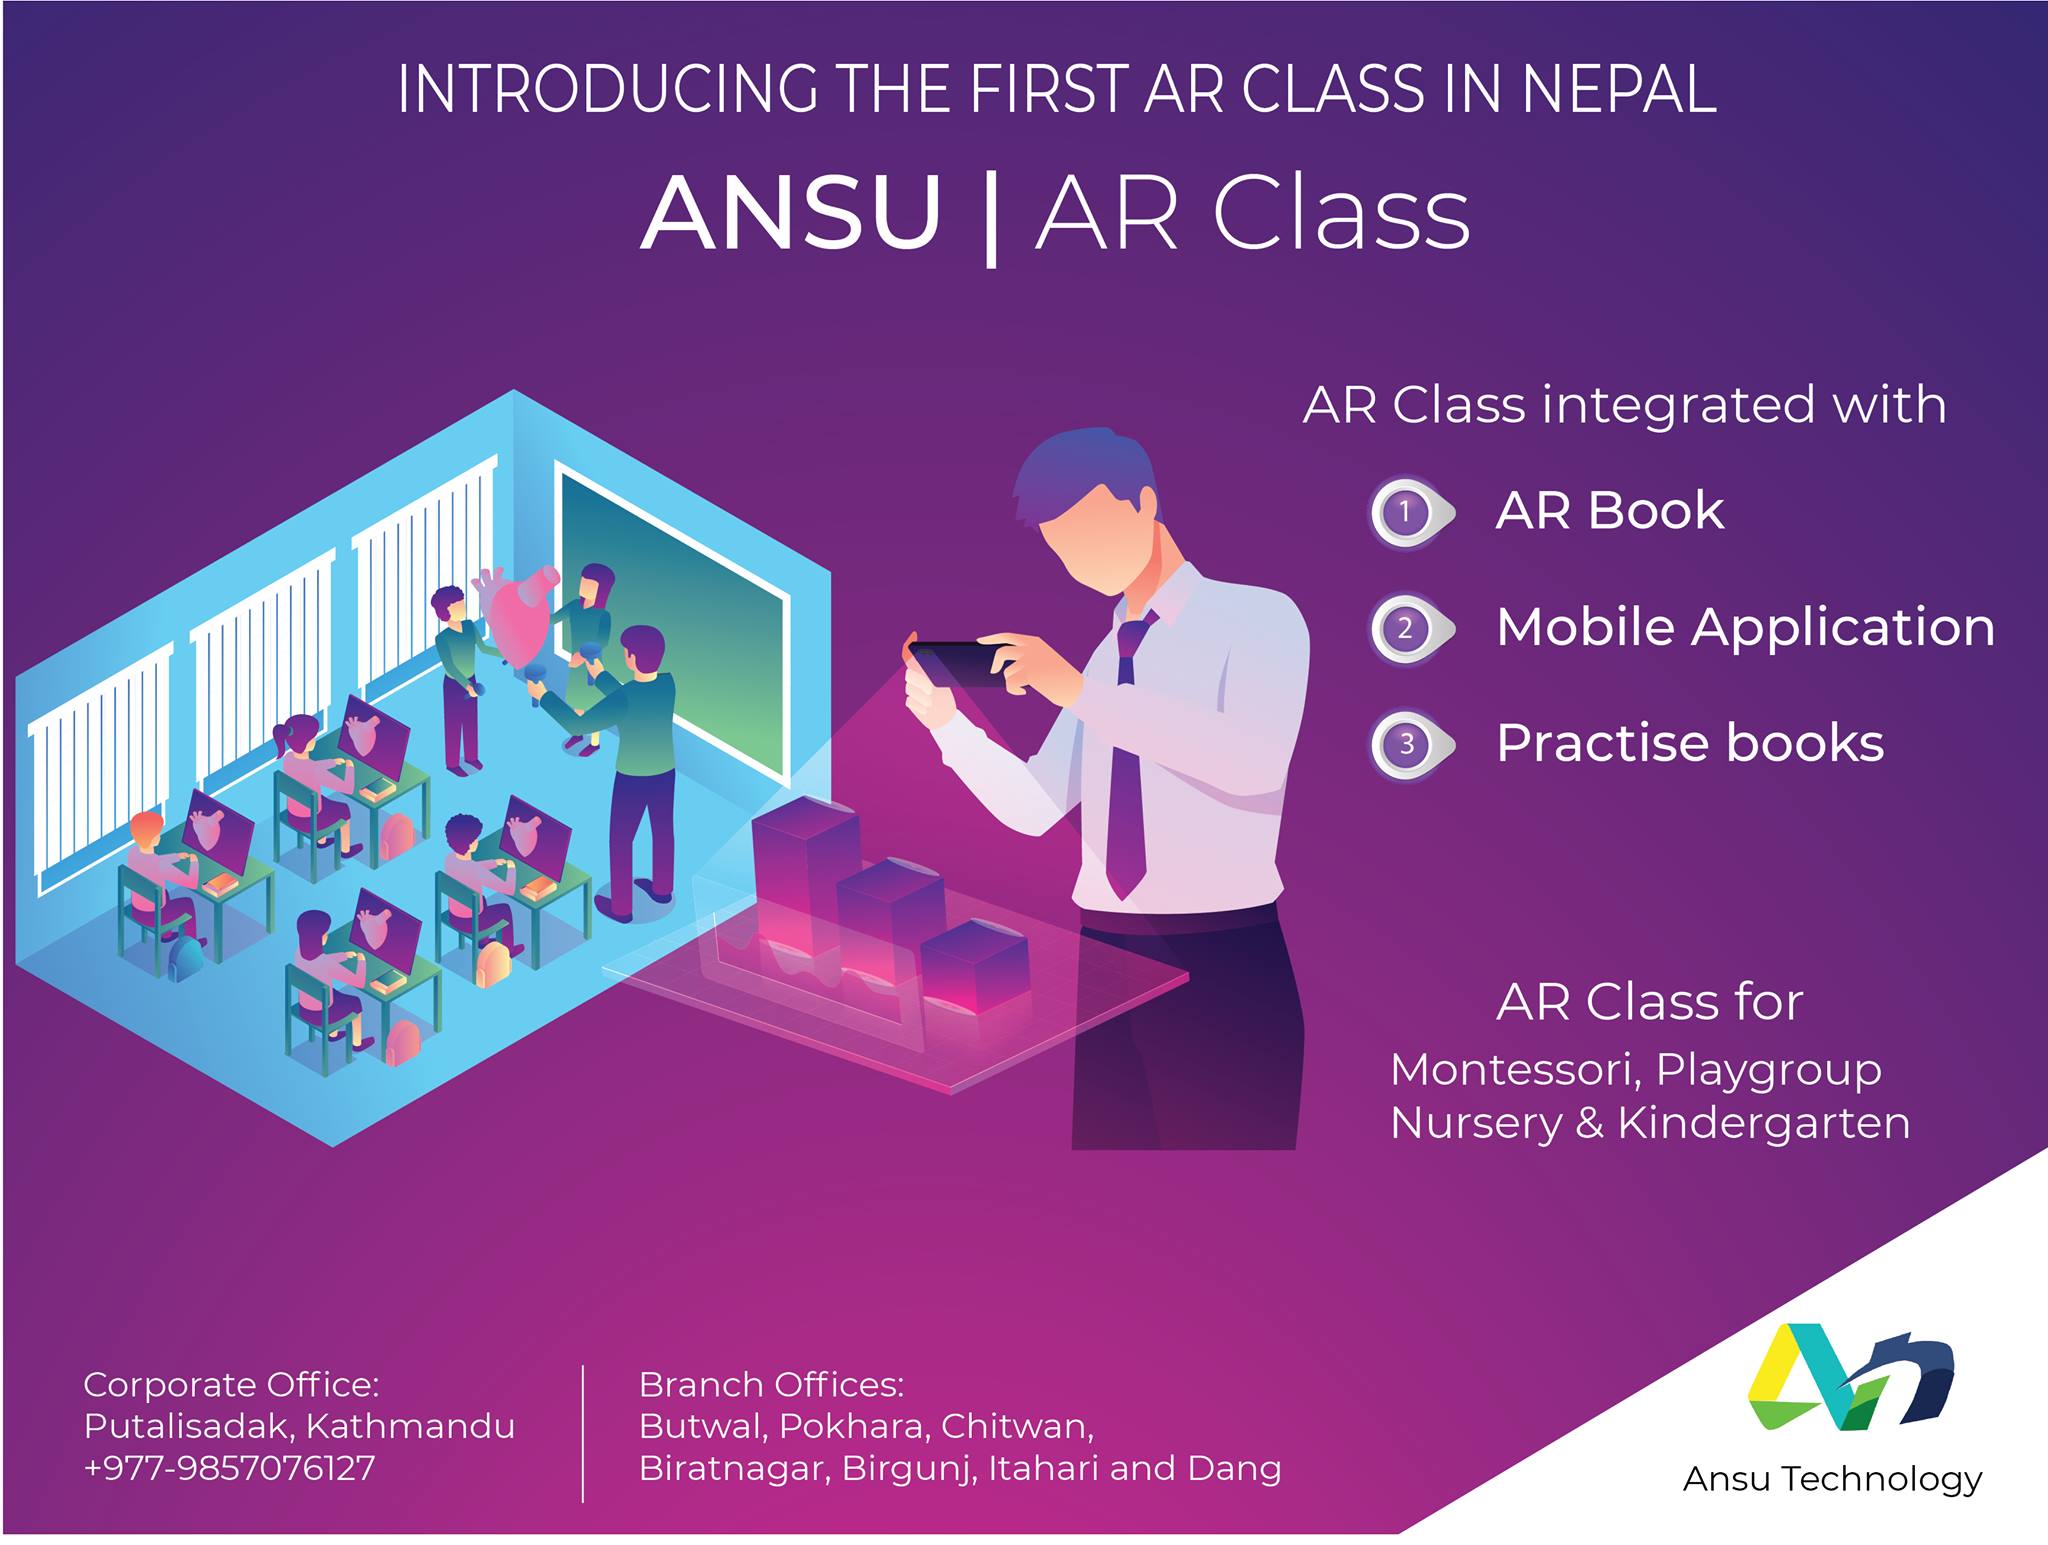 INTRODUCING THE FIRST AR CLASS IN NEPAL
ANSU | AR Class
AR Class integrated with
1 AR Book
2 Mobile Application
3 Practise books
AR Class for
Montessori, Playgroup
Nursery & Kindergarten
Corporate Office:
Putalisadak, Kathmandu
+977-9857076127
Branch Offices:
Butwal, Pokhara, Chitwan,
Biratnagar, Birgunj, Itahari and Dang
An
Ansu Technology